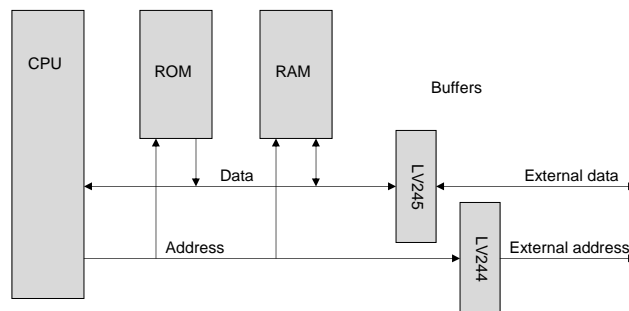 CPU
ROM
RAM
Buffers
Data
LV245
External data
Address
LV244
External address